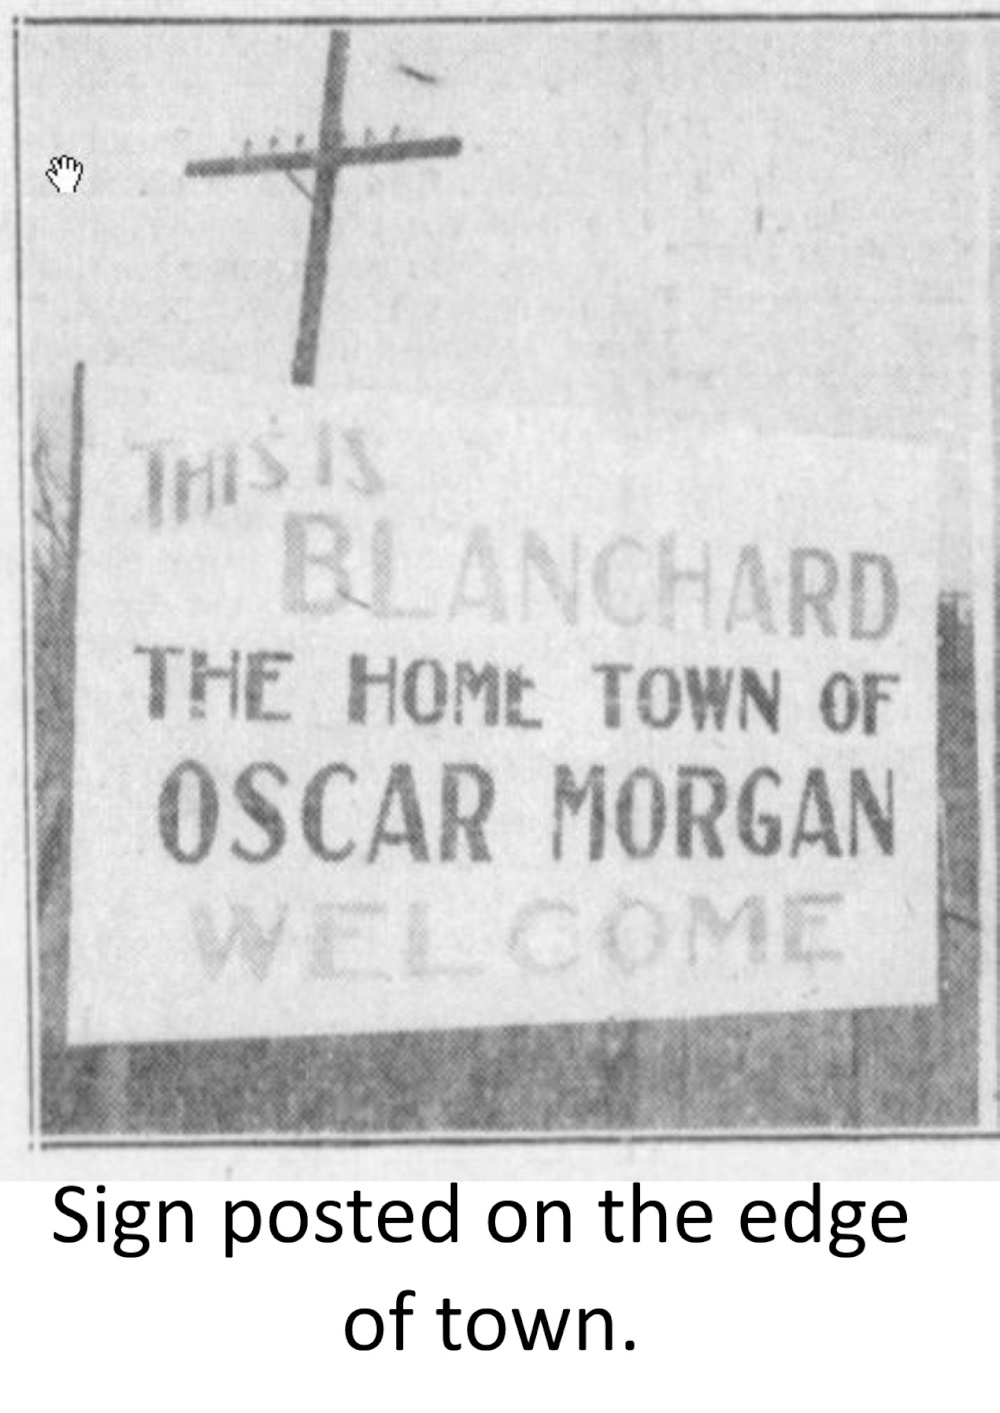 THIS IS
BLANCHARD
THE HOME TOWN OF
OSCAR MORGAN
WELCOME
Sign posted on the edge
of town.